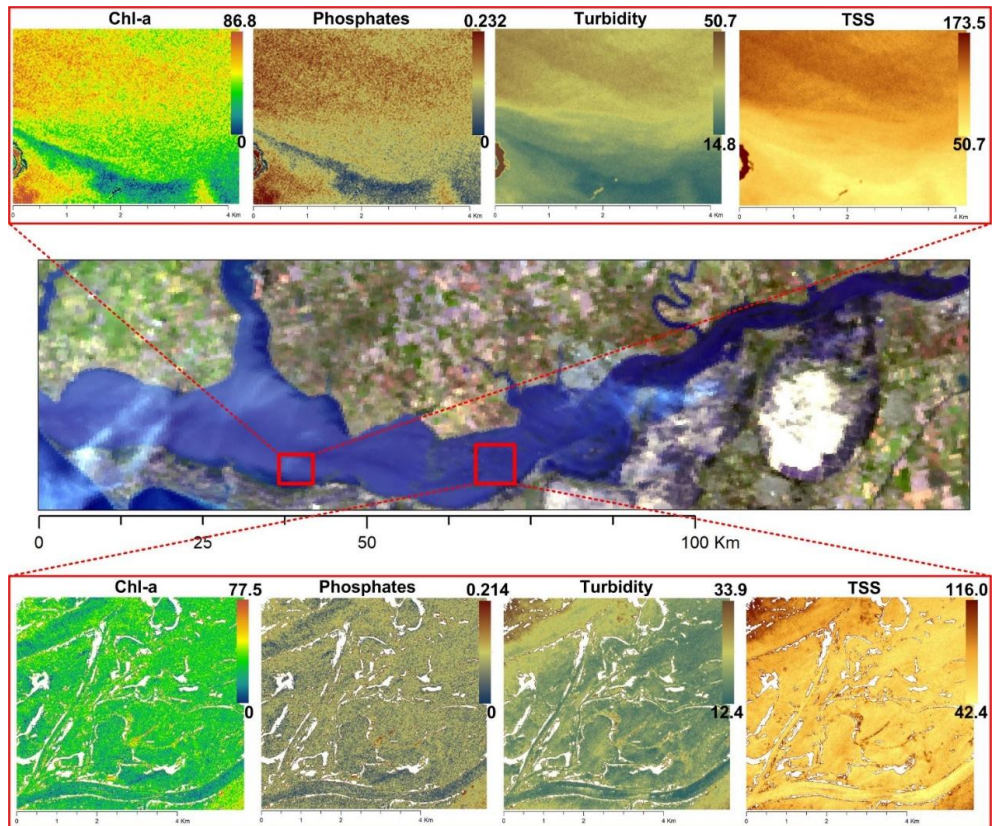 Chl-a 86.8 Phosphates 0.232 Turbidity 50.7 TSS 173.5
0 0 14.8 50.7
0 1 2 4 Km 0 1 2 4 Km 0 1 2 4 Km 0 1 2 4 Km
0 25 50 100 Km
Chl-a 77.5 Phosphates 0.214 Turbidity 33.9 TSS 116.0
0 0 12.4 42.4
0 1 2 4 Km 0 1 2 4 Km 0 1 2 4 Km 0 1 2 4 Km